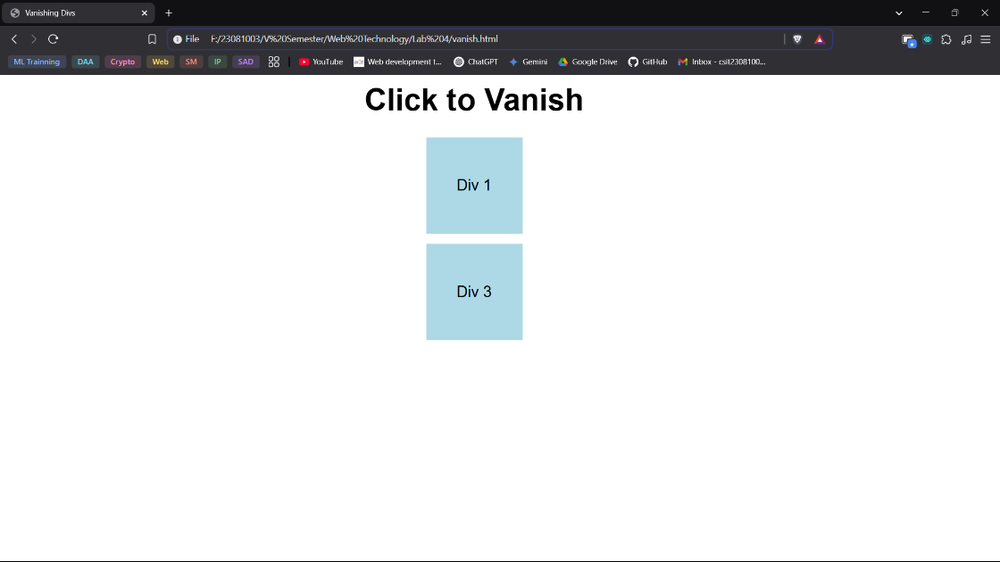 Vanishing Divs
File F:/23081003/V%20Semester/Web%20Technology/Lab%204/vanish.html
ML Trainning DAA Crypto Web SM IP SAD YouTube Web development t... ChatGPT Gemini Google Drive GitHub Inbox - csit2308100...
Click to Vanish
Div 1
Div 3